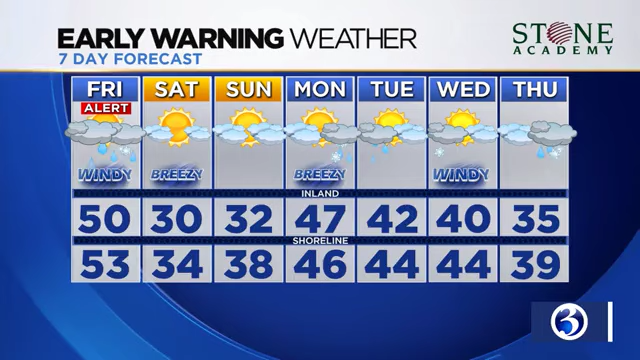 EARLY WARNING WEATHER
7 DAY FORECAST
STONE
ACADEMY
FRI SAT SUN MON TUE WED THU
ALERT
WINDY BREEZY BREEZY WINDY
INLAND
50 30 32 47 42 40 35
SHORELINE
53 34 38 46 44 44 39
3